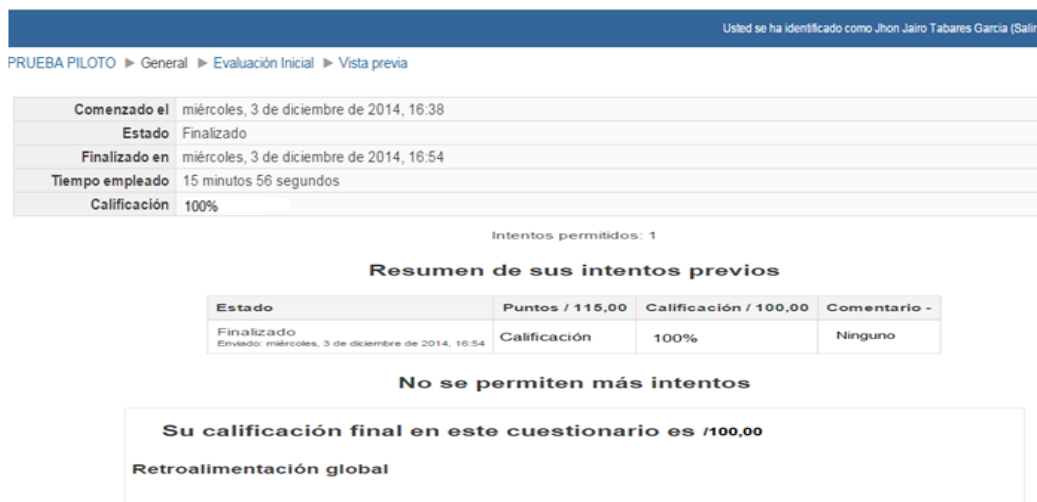 Usted se ha identificado como Jhon Jairo Tabares Garcia (Salir
PRUEBA PILOTO ► General ► Evaluación Inicial ► Vista previa
Comenzado el miércoles, 3 de diciembre de 2014, 16:38
Estado Finalizado
Finalizado en miércoles, 3 de diciembre de 2014, 16:54
Tiempo empleado 15 minutos 56 segundos
Calificación 100%
Intentos permitidos: 1
Resumen de sus intentos previos
Estado Puntos / 115,00 Calificación / 100,00 Comentario -
Finalizado
Enviado: miércoles, 3 de diciembre de 2014, 16:54
Calificación 100% Ninguno
No se permiten más intentos
Su calificación final en este cuestionario es /100,00
Retroalimentación global